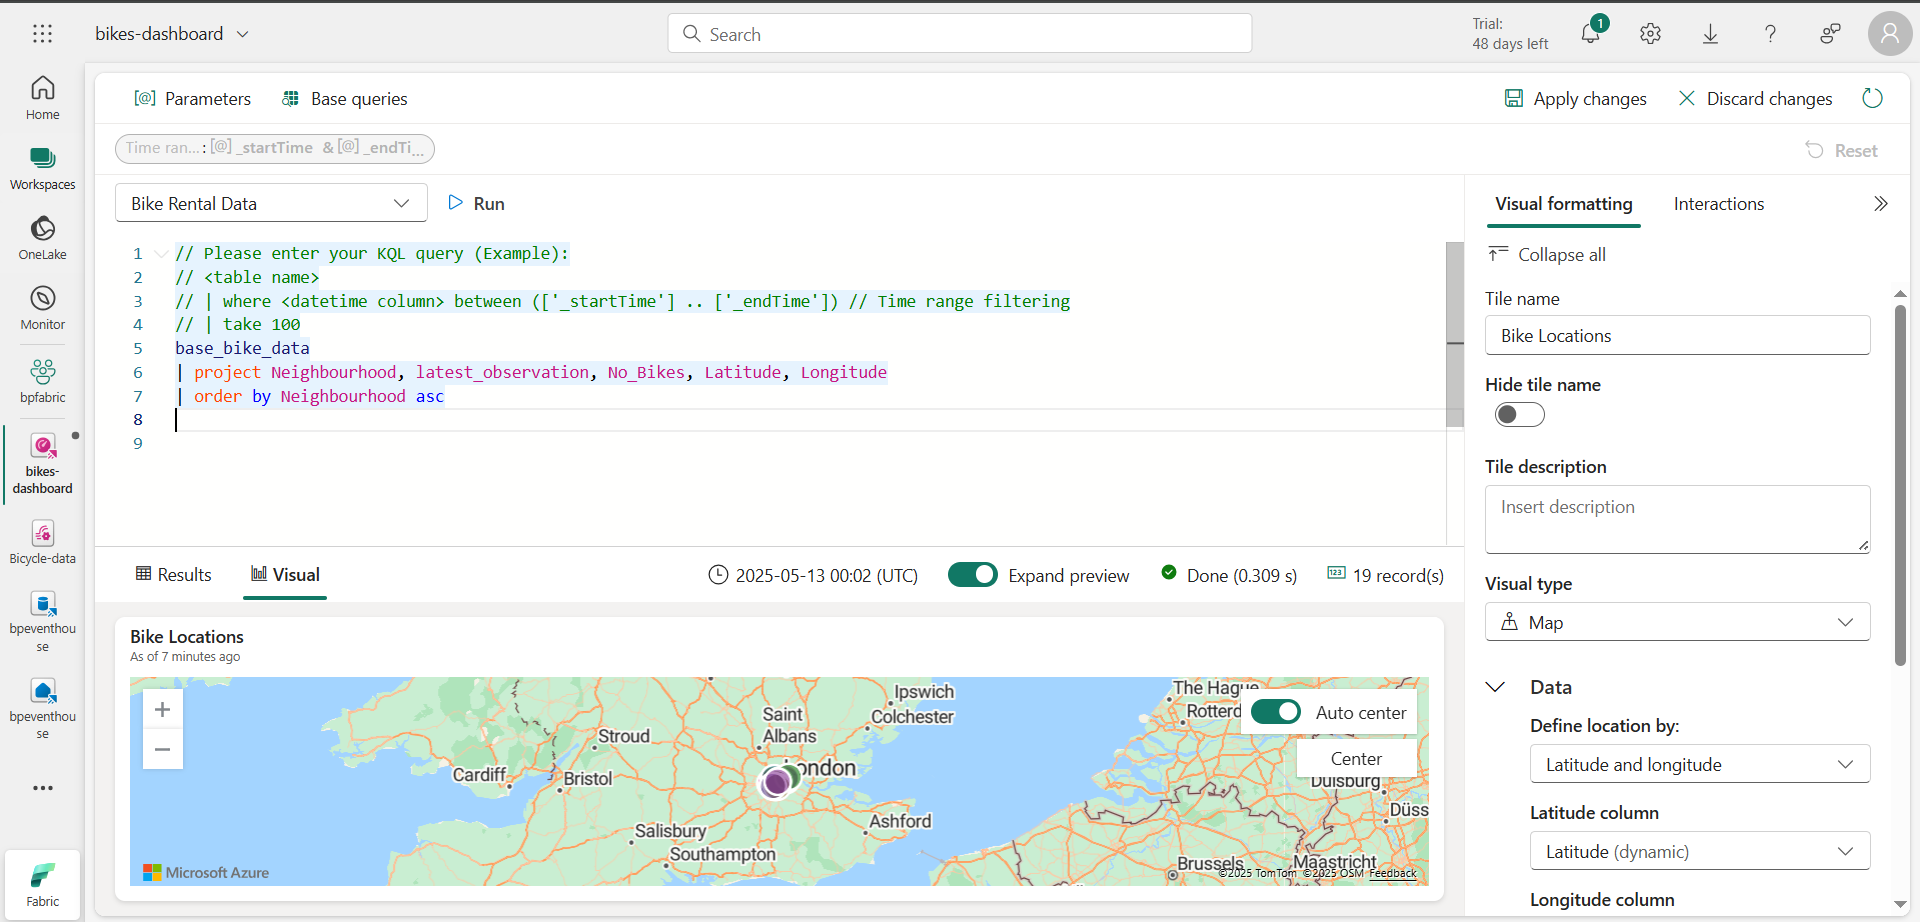 bikes-dashboard
Search
Trial:
48 days left
1
Home
Workspaces
OneLake
Monitor
bpfabric
bikes-
dashboard
Bicycle-data
bpeventhou
se
bpeventhou
se
Fabric
Parameters
Base queries
Apply changes
Discard changes
Time ran... : [@] _startTime & [@] _endTi...
Reset
Bike Rental Data
Run
1 // Please enter your KQL query (Example):
2 // <table name>
3 // | where <datetime column> between (['_startTime'] .. ['_endTime']) // Time range filtering
4 // | take 100
5 base_bike_data
6 | project Neighbourhood, latest_observation, No_Bikes, Latitude, Longitude
7 | order by Neighbourhood asc
8
9
Results
Visual
2025-05-13 00:02 (UTC)
Expand preview
Done (0.309 s)
19 record(s)
Bike Locations
As of 7 minutes ago
+
−
Ipswich
Colchester
Saint
Albans
Stroud
Cardiff
Bristol
ondon
Salisbury
Southampton
Ashford
The Hague
Rotterd
Auto center
Center
Duisburg
Düss
Brussels
Maastricht
Microsoft Azure
©2025 TomTom ©2025 OSM Feedback
Visual formatting
Interactions
Collapse all
Tile name
Bike Locations
Hide tile name
Tile description
Insert description
Visual type
Map
Data
Define location by:
Latitude and longitude
Latitude column
Latitude (dynamic)
Longitude column